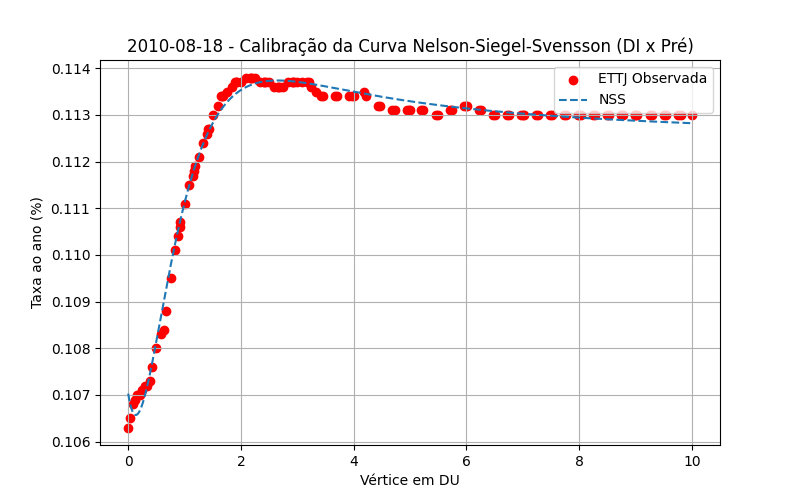 2010-08-18 - Calibração da Curva Nelson-Siegel-Svensson (DI x Pré)
ETTJ Observada
NSS
Taxa ao ano (%)
0.114
0.113
0.112
0.111
0.110
0.109
0.108
0.107
0.106
0 2 4 6 8 10
Vértice em DU